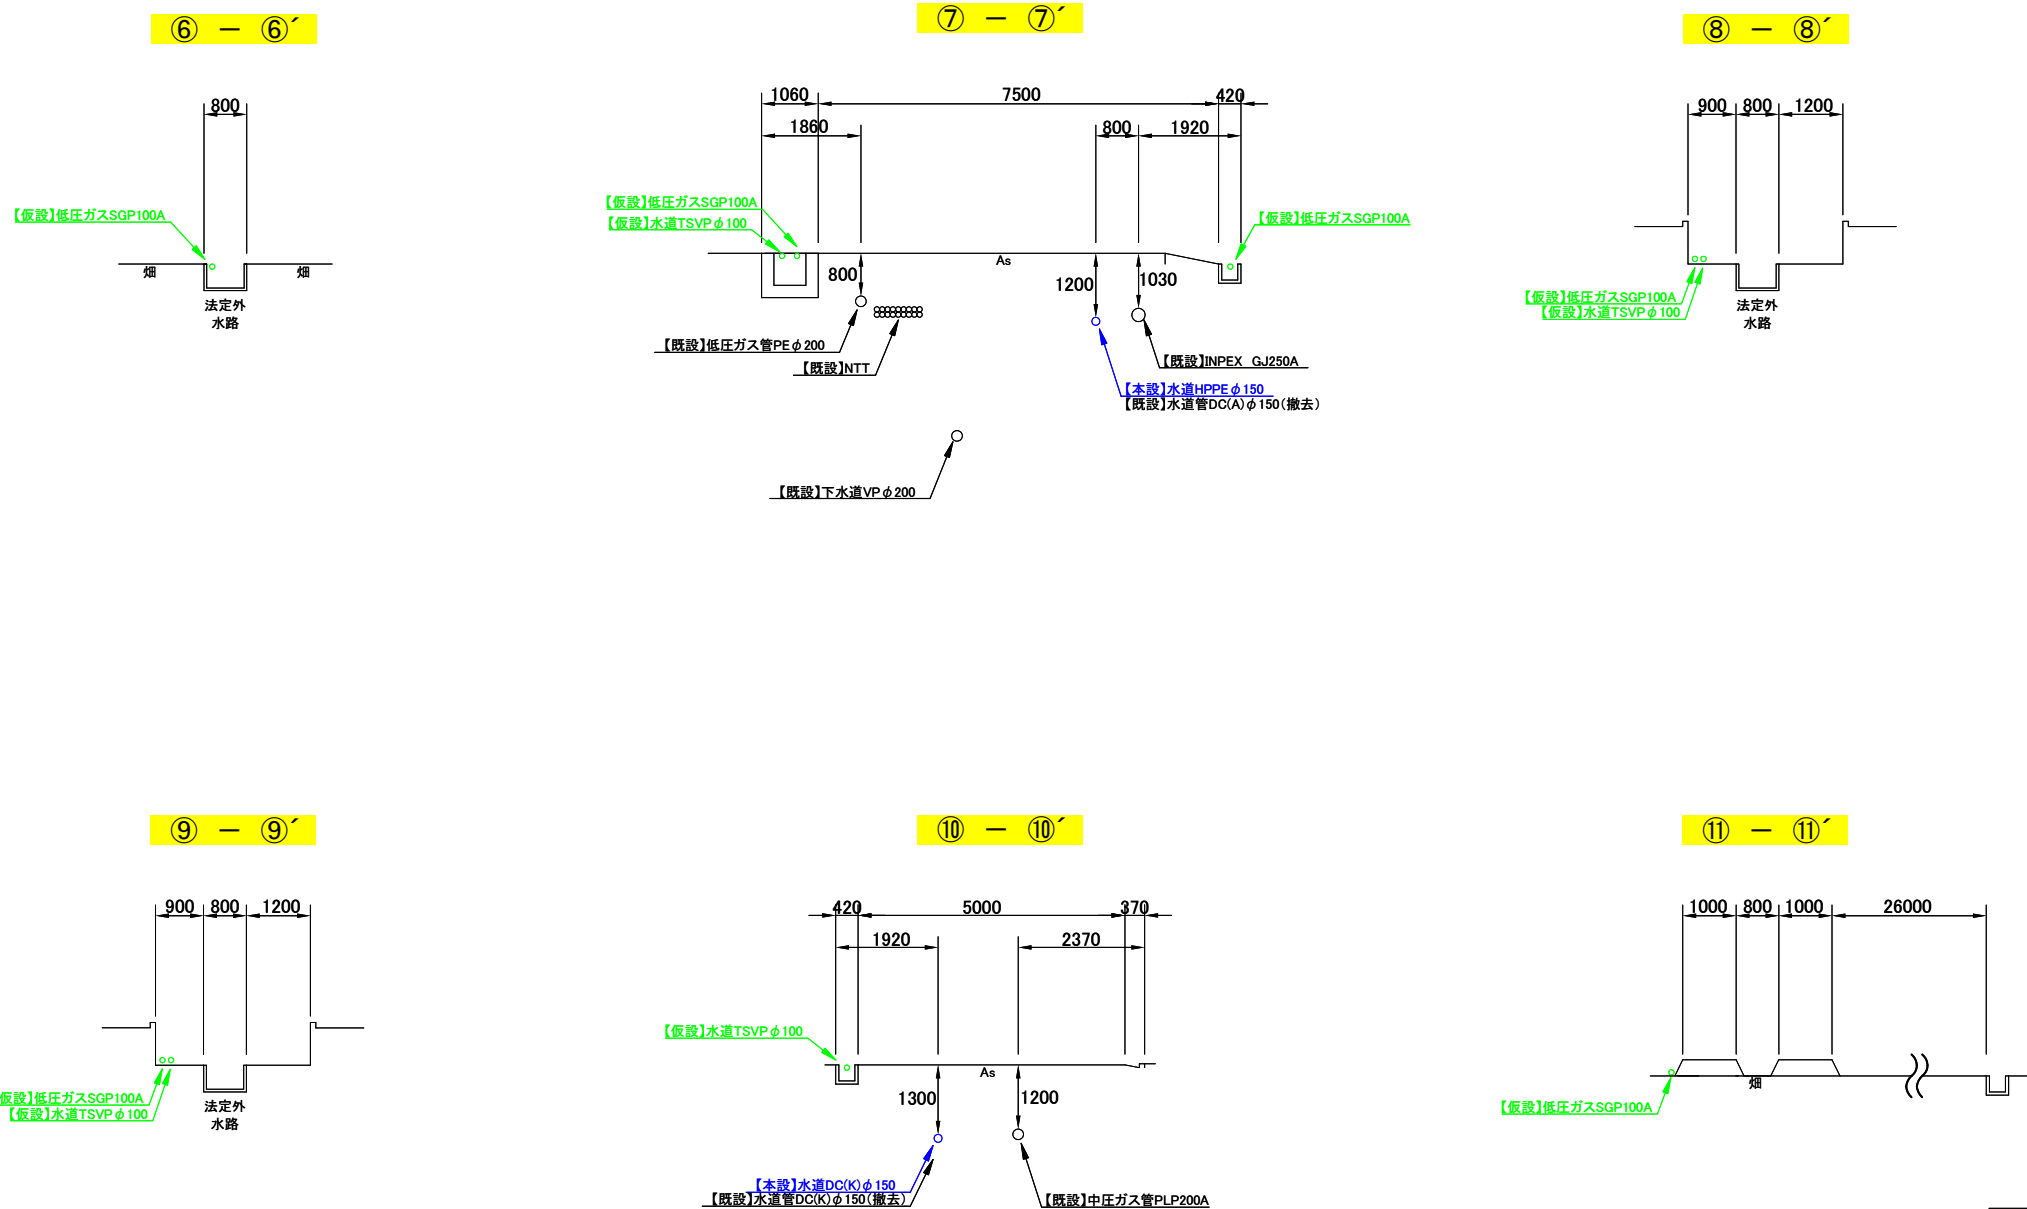 ⑥ － ⑥´
800
【仮設】低圧ガスSGP100A
畑
畑
法定外
水路
⑦ － ⑦´
1060
7500
420
1860
800
1920
【仮設】低圧ガスSGP100A
【仮設】水道TSVPφ100
【仮設】低圧ガスSGP100A
As
800
1200
1030
【既設】低圧ガス管PEφ200
【既設】NTT
【既設】INPEX GJ250A
【本設】水道HPPEφ150
【既設】水道管DC(A)φ150(撤去)
【既設】下水道VPφ200
⑧ － ⑧´
900
800
1200
【仮設】低圧ガスSGP100A
【仮設】水道TSVPφ100
法定外
水路
⑨ － ⑨´
900
800
1200
仮設】低圧ガスSGP100A
【仮設】水道TSVPφ100
法定外
水路
⑩ － ⑩´
420
5000
370
1920
2370
【仮設】水道TSVPφ100
As
1300
1200
【本設】水道DC(K)φ150
【既設】水道管DC(K)φ150(撤去)
【既設】中圧ガス管PLP200A
⑪ － ⑪´
1000
800
1000
26000
畑
【仮設】低圧ガスSGP100A